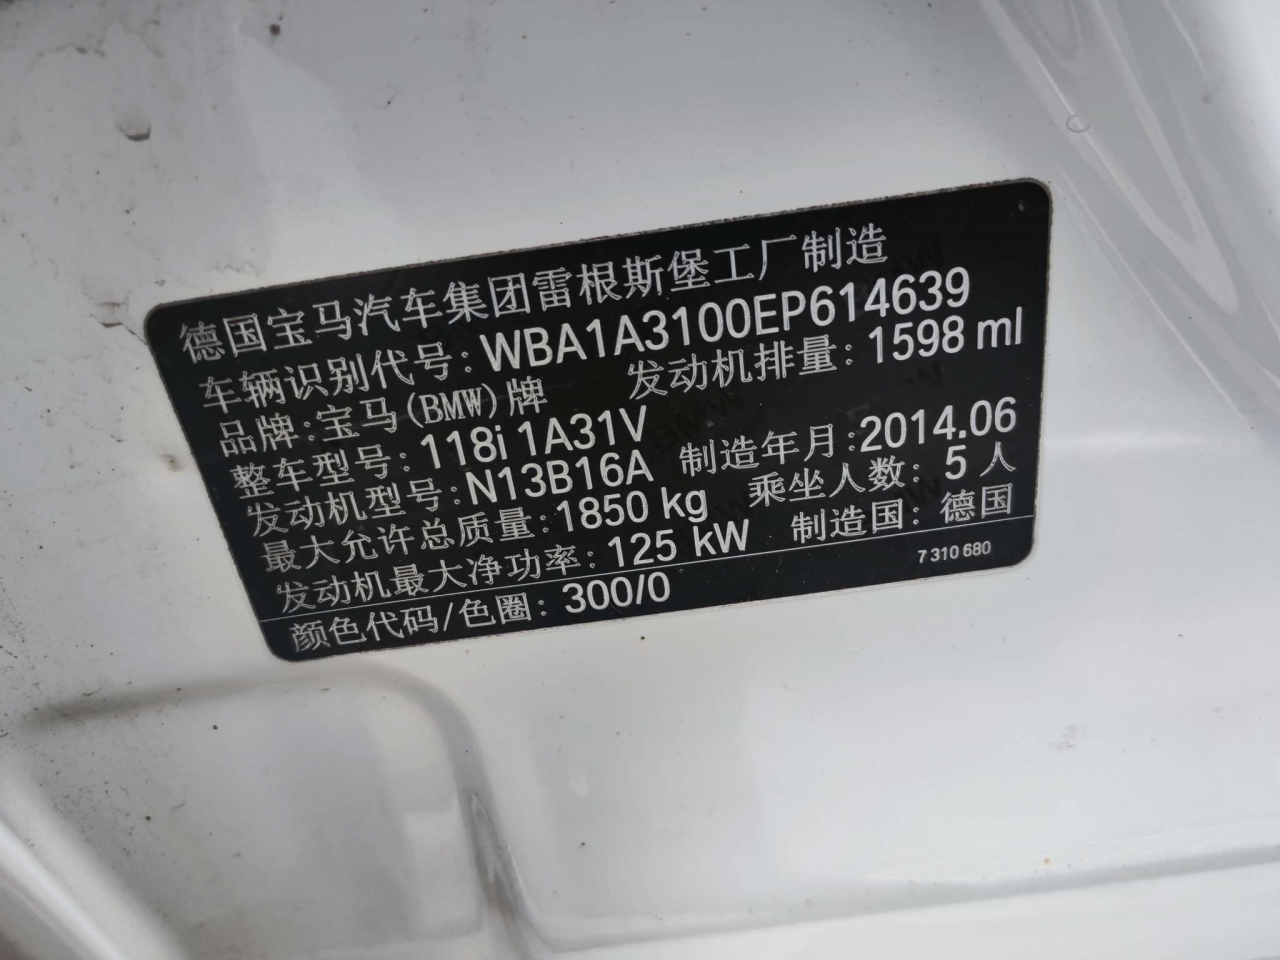 德国宝马汽车集团雷根斯堡工厂制造
车辆识别代号: WBA1A3100EP614639
品牌: 宝马(BMW)牌 发动机排量: 1598 ml
整车型号: 118i 1A31V
发动机型号: N13B16A 制造年月: 2014.06
最大允许总质量: 1850 kg 乘坐人数: 5 人
发动机最大净功率: 125 kW 制造国: 德国
颜色代码/色圈: 300/0 7 310 680